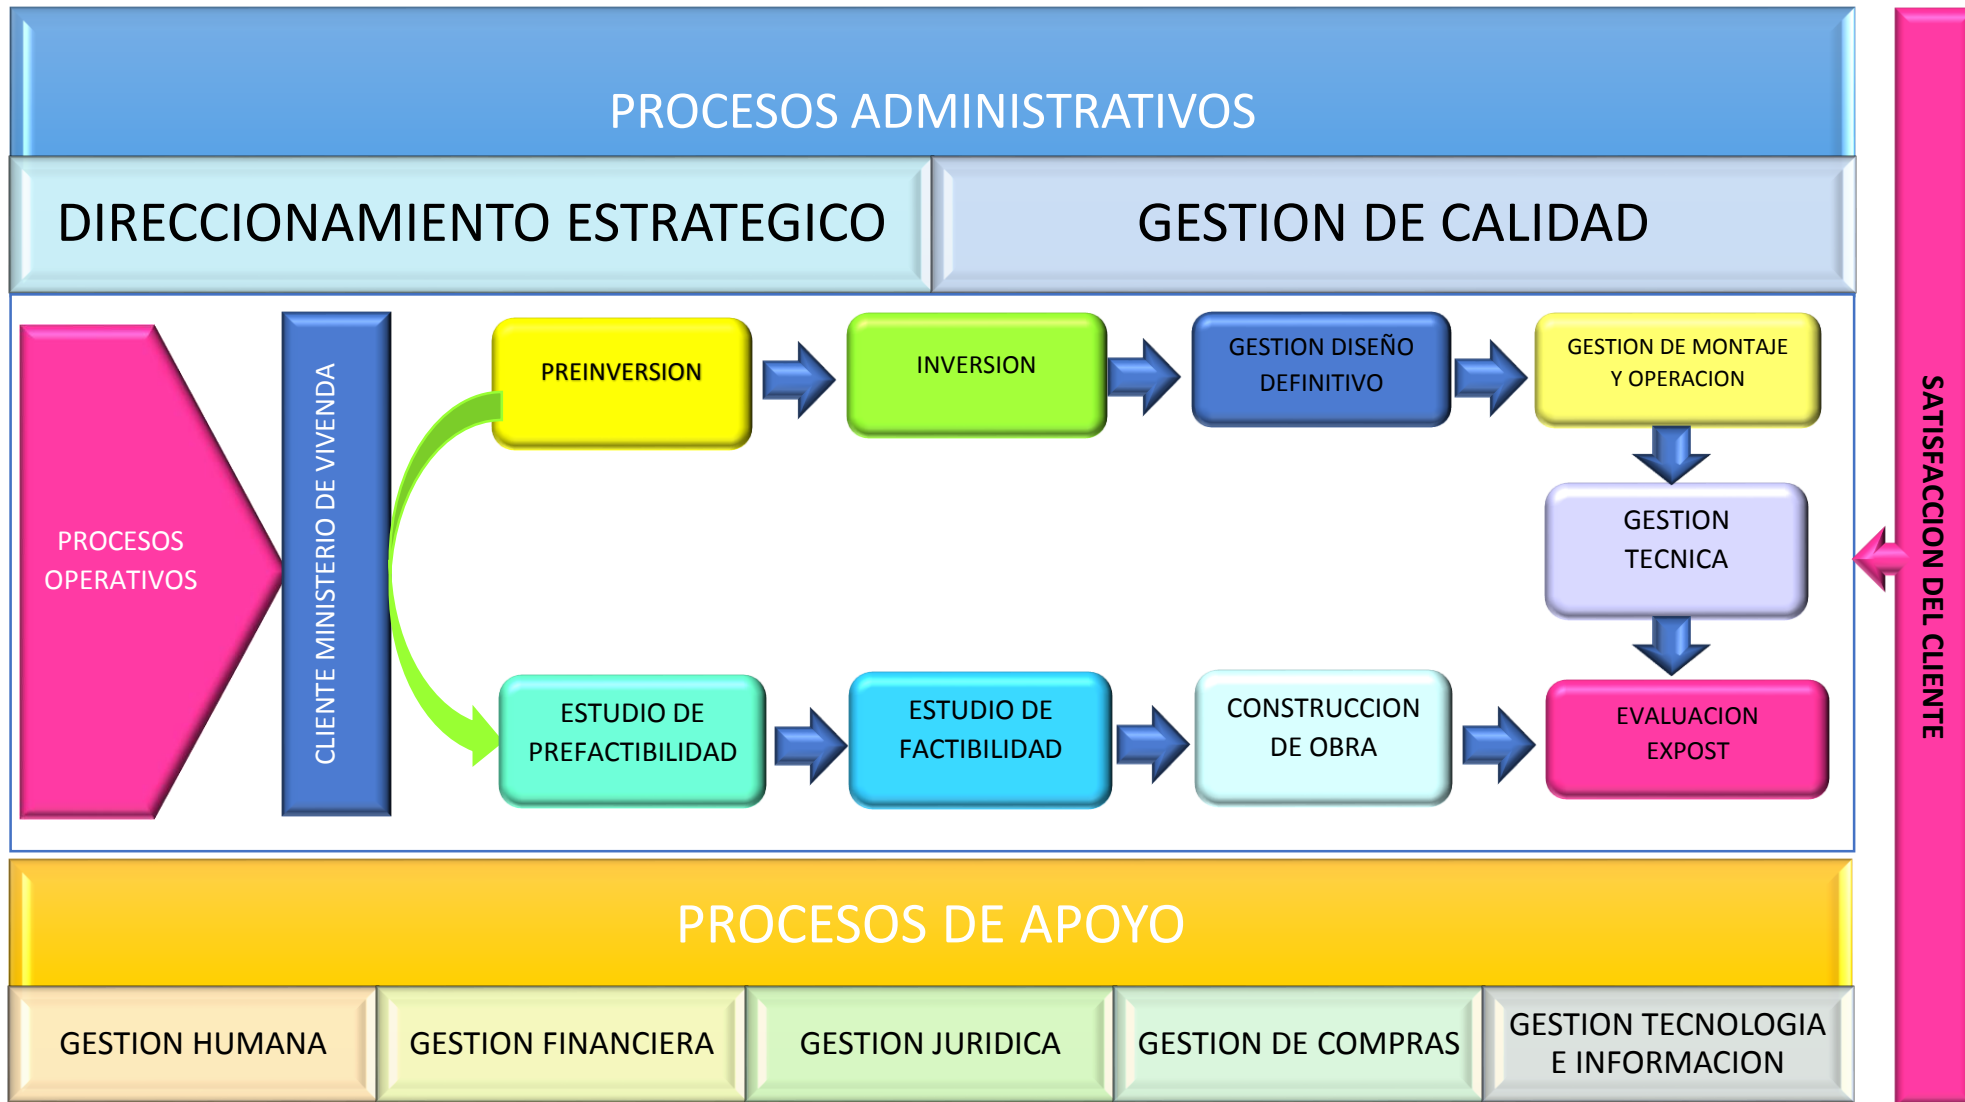 PROCESOS ADMINISTRATIVOS
DIRECCIONAMIENTO ESTRATEGICO
GESTION DE CALIDAD
PROCESOS
OPERATIVOS
CLIENTE MINISTERIO DE VIVENDA
PREINVERSION
INVERSION
GESTION DISEÑO
DEFINITIVO
GESTION DE MONTAJE
Y OPERACION
GESTION
TECNICA
ESTUDIO DE
PREFACTIBILIDAD
ESTUDIO DE
FACTIBILIDAD
CONSTRUCCION
DE OBRA
EVALUACION
EXPOST
SATISFACCION DEL CLIENTE
PROCESOS DE APOYO
GESTION HUMANA
GESTION FINANCIERA
GESTION JURIDICA
GESTION DE COMPRAS
GESTION TECNOLOGIA
E INFORMACION